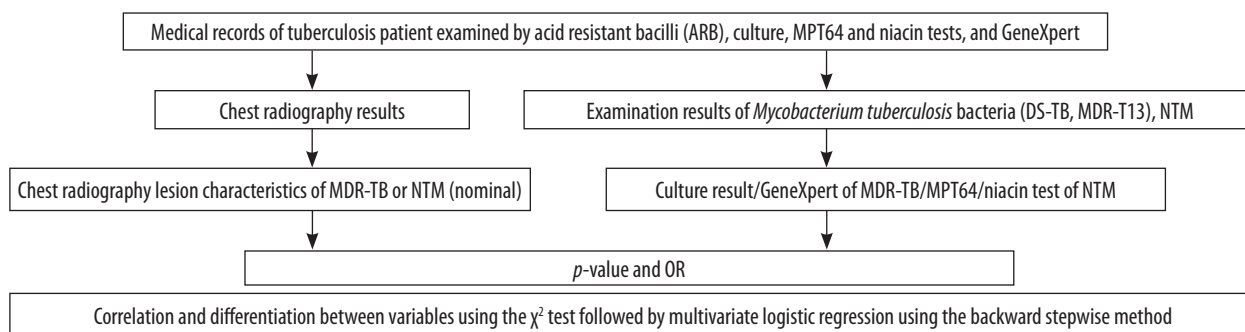 Medical records of tuberculosis patient examined by acid resistant bacilli (ARB), culture, MPT64 and niacin tests, and GeneXpert
Chest radiography results
Examination results of Mycobacterium tuberculosis bacteria (DS-TB, MDR-T13), NTM
Chest radiography lesion characteristics of MDR-TB or NTM (nominal)
Culture result/GeneXpert of MDR-TB/MPT64/niacin test of NTM
p-value and OR
Correlation and differentiation between variables using the χ² test followed by multivariate logistic regression using the backward stepwise method